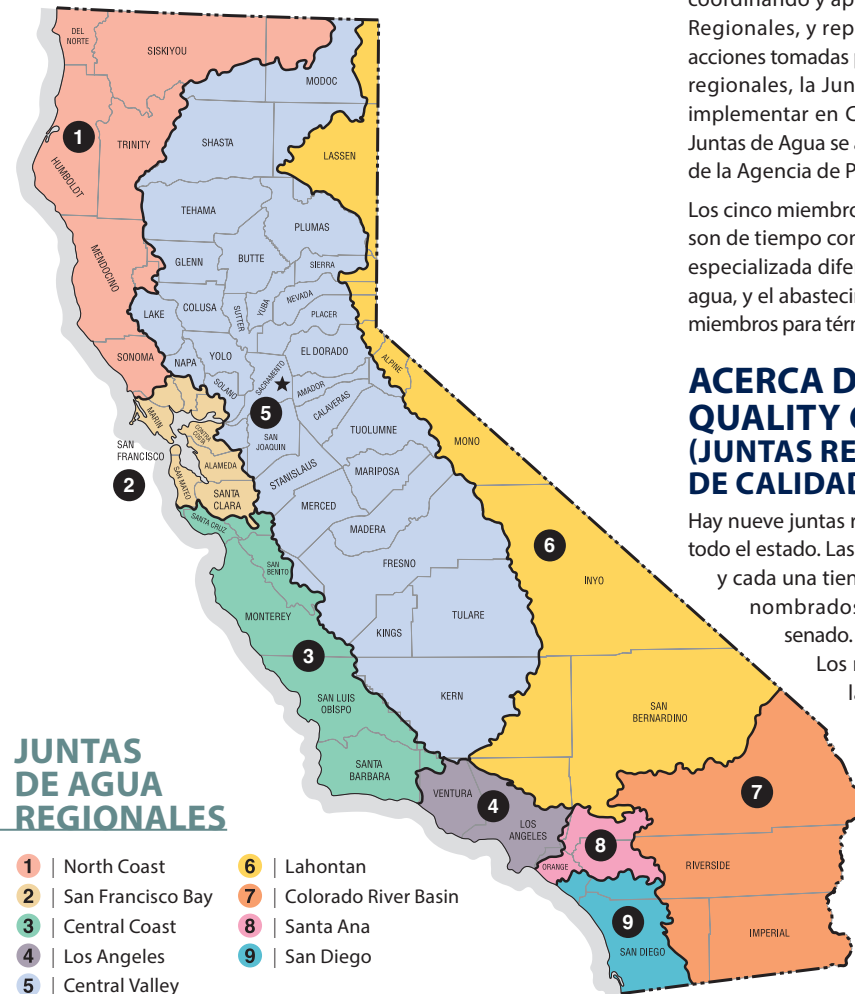 DEL
NORTE
SISKIYOU
MODOC
1
TRINITY
SHASTA
LASSEN
HUMBOLDT
TEHAMA
PLUMAS
MENDOCINO
GLENN
BUTTE
SIERRA
LAKE
COLUSA
SUTTER
YUBA
NEVADA
PLACER
SONOMA
NAPA
YOLO
SOLANO
SACRAMENTO
EL DORADO
AMADOR
ALPINE
CALAVERAS
MARIN
5
CONTRA
COSTA
SAN
JOAQUIN
TUOLUMNE
MONO
SAN
FRANCISCO
2
SAN MATEO
ALAMEDA
STANISLAUS
MARIPOSA
SANTA
CLARA
MERCED
SANTA CRUZ
MADERA
6
SAN
BENITO
FRESNO
INYO
MONTEREY
KINGS
TULARE
3
SAN LUIS
OBISPO
KERN
SAN
BERNARDINO
SANTA
BARBARA
VENTURA
4
LOS
ANGELES
7
8
ORANGE
RIVERSIDE
9
SAN DIEGO
IMPERIAL
JUNTAS
DE AGUA
REGIONALES
1 | North Coast
2 | San Francisco Bay
3 | Central Coast
4 | Los Angeles
5 | Central Valley
6 | Lahontan
7 | Colorado River Basin
8 | Santa Ana
9 | San Diego
coordinando y ap
Regionales, y rep
acciones tomadas p
regionales, la Jun
implementar en C
Juntas de Agua se a
de la Agencia de P
Los cinco miembro
son de tiempo con
especializada dife
agua, y el abastecin
miembros para térn
ACERCA D
QUALITY C
(JUNTAS RE
DE CALIDAD
Hay nueve juntas r
todo el estado. Las
y cada una tien
nombrados
senado.
Los